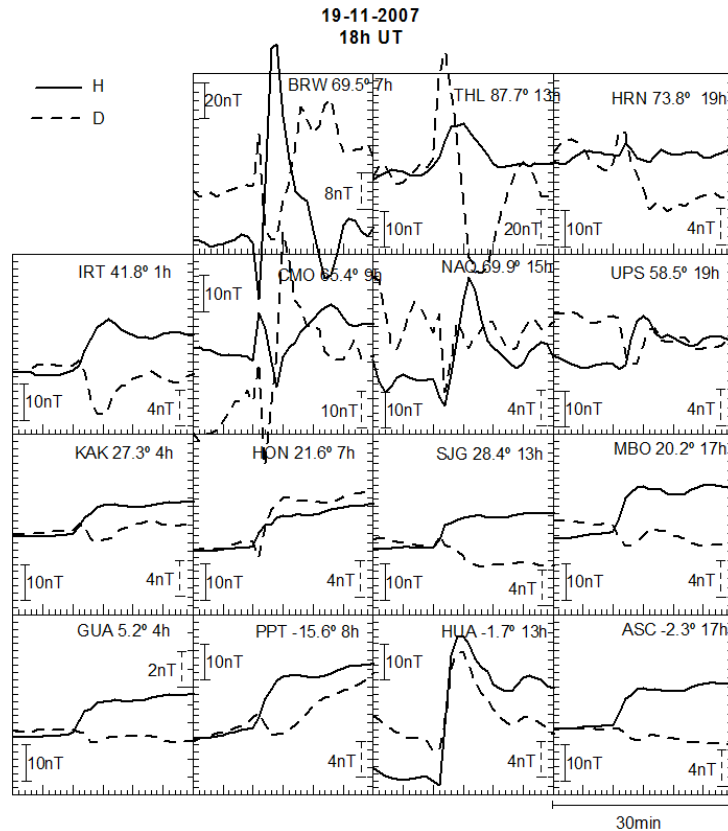 19-11-2007
18h UT
H
D
BRW 69.5º 7h
20nT
8nT
THL 87.7º 13h
10nT
20nT
HRN 73.8º 19h
10nT
4nT
IRT 41.8º 1h
10nT
4nT
CMO 65.4º 9h
10nT
10nT
NAQ 69.9º 15h
10nT
4nT
UPS 58.5º 19h
10nT
4nT
KAK 27.3º 4h
10nT
4nT
HON 21.6º 7h
10nT
4nT
SJG 28.4º 13h
10nT
4nT
MBO 20.2º 17h
10nT
4nT
GUA 5.2º 4h
2nT
10nT
PPT -15.6º 8h
10nT
4nT
HUA -1.7º 13h
10nT
4nT
ASC -2.3º 17h
10nT
4nT
30min